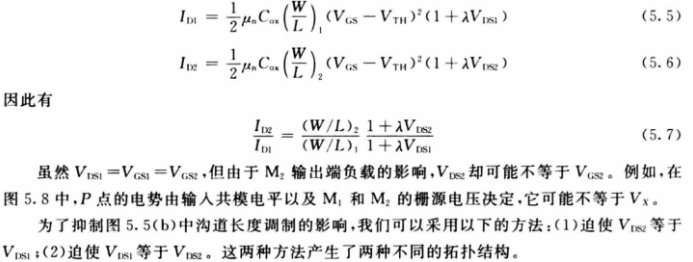 I_D1 = 1/2 μ_n C_ox (W/L)_1 (V_GS − V_TH)² (1 + λV_DS1) (5.5)
I_D2 = 1/2 μ_n C_ox (W/L)_2 (V_GS − V_TH)² (1 + λV_DS2) (5.6)
因此有
I_D2/I_D1 = (W/L)_2/(W/L)_1 (1 + λV_DS2)/(1 + λV_DS1) (5.7)
虽然 V_DS1 = V_GS1 = V_GS2,但由于 M_2 输出端负载的影响,V_DS2 却可能不等于 V_GS2。例如,在
图 5.8 中,P 点的电势由输入共模电平以及 M_1 和 M_2 的栅源电压决定,它可能不等于 V_X。
为了抑制图 5.5(b)中沟道长度调制的影响,我们可以采用以下的方法:(1)迫使 V_DS2 等于
V_DS1;(2)迫使 V_DS1 等于 V_DS2。这两种方法产生了两种不同的拓扑结构。